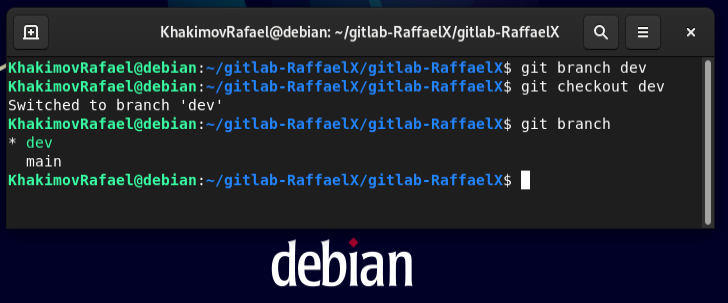 KhakimovRafael@debian: ~/gitlab-RaffaelX/gitlab-RaffaelX
KhakimovRafael@debian:~/gitlab-RaffaelX/gitlab-RaffaelX$ git branch dev
KhakimovRafael@debian:~/gitlab-RaffaelX/gitlab-RaffaelX$ git checkout dev
Switched to branch 'dev'
KhakimovRafael@debian:~/gitlab-RaffaelX/gitlab-RaffaelX$ git branch
* dev
  main
KhakimovRafael@debian:~/gitlab-RaffaelX/gitlab-RaffaelX$
debian